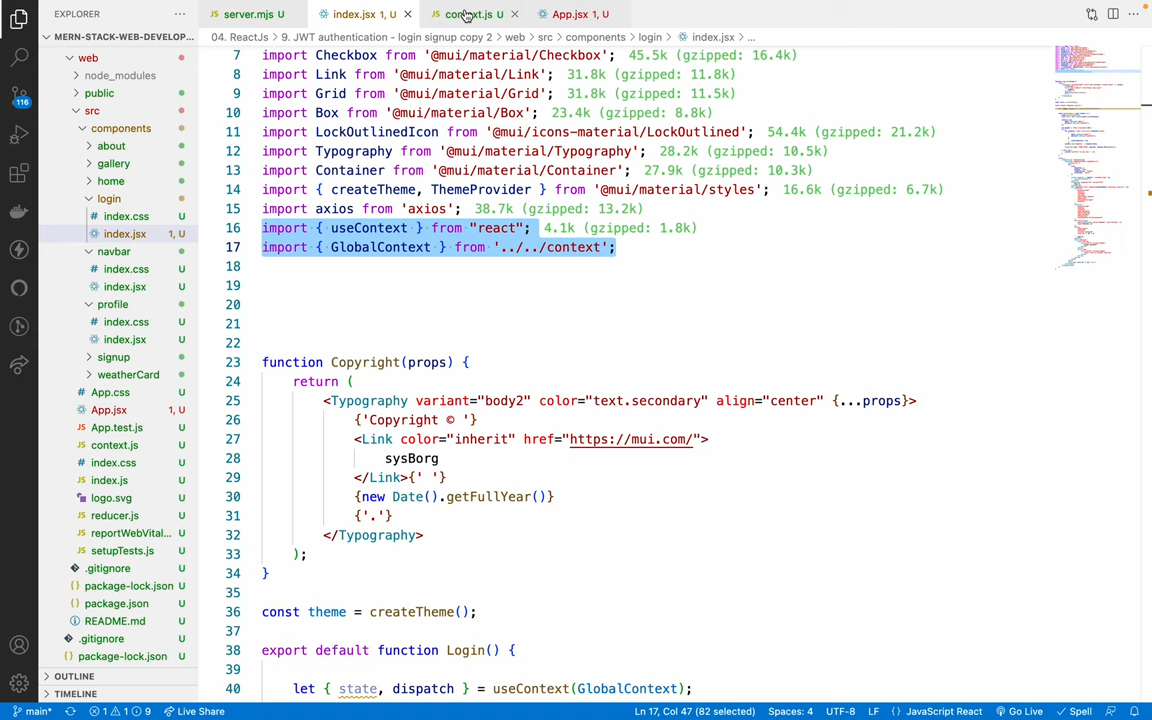 EXPLORER
server.mjs U
index.jsx 1, U
context.js U
App.jsx 1, U
MERN-STACK-WEB-DEVELOP...
04. ReactJs > 9. JWT authentication - login signup copy 2 > web > src > components > login > index.jsx > ...
web
node_modules
public
src
components
about
gallery
home
login
index.css U
index.jsx 1, U
navbar
index.css U
index.jsx U
profile
index.css U
index.jsx U
signup
weatherCard
App.css U
App.jsx 1, U
App.test.js U
context.js U
index.css U
index.js U
logo.svg U
reducer.js U
reportWebVital... U
setupTests.js U
.gitignore U
package-lock.json U
package.json U
README.md U
.gitignore U
package-lock.json U
OUTLINE
TIMELINE
116
7 import Checkbox from '@mui/material/Checkbox'; 45.5k (gzipped: 16.4k)
8 import Link from '@mui/material/Link'; 31.8k (gzipped: 11.8k)
9 import Grid from '@mui/material/Grid'; 31.8k (gzipped: 11.5k)
10 import Box from '@mui/material/Box'; 23.4k (gzipped: 8.8k)
11 import LockOutlinedIcon from '@mui/icons-material/LockOutlined'; 54.4k (gzipped: 21.2k)
12 import Typography from '@mui/material/Typography'; 28.2k (gzipped: 10.5k)
13 import Container from '@mui/material/Container'; 27.9k (gzipped: 10.3k)
14 import { createTheme, ThemeProvider } from '@mui/material/styles'; 16.6k (gzipped: 6.7k)
15 import axios from 'axios'; 38.7k (gzipped: 13.2k)
16 import { useContext } from "react"; 4.1k (gzipped: 1.8k)
17 import { GlobalContext } from '../../context';
18
19
20
21
22
23 function Copyright(props) {
24 return (
25 <Typography variant="body2" color="text.secondary" align="center" {...props}>
26 {'Copyright © '}
27 <Link color="inherit" href="https://mui.com/">
28 sysBorg
29 </Link>{' '}
30 {new Date().getFullYear()}
31 {'.'}
32 </Typography>
33 );
34 }
35
36 const theme = createTheme();
37
38 export default function Login() {
39
40 let { state, dispatch } = useContext(GlobalContext);
main* 1 1 9 Live Share Ln 17, Col 47 (82 selected) Spaces: 4 UTF-8 LF {} JavaScript React Go Live Spell